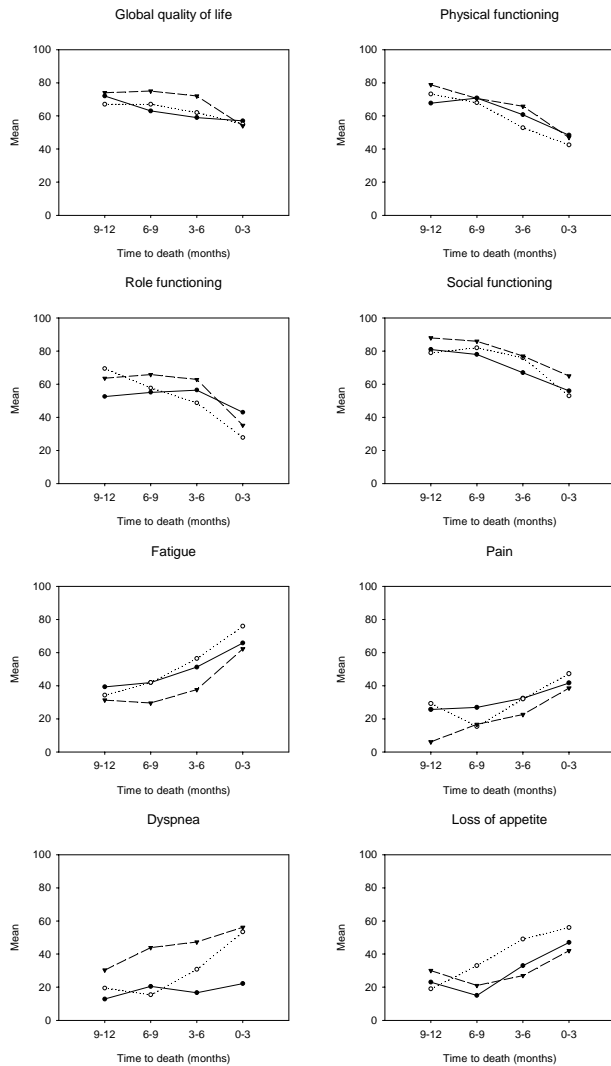 Global quality of life
100
80
60
40
20
0
Mean
9-12 6-9 3-6 0-3
Time to death (months)
Physical functioning
100
80
60
40
20
0
Mean
9-12 6-9 3-6 0-3
Time to death (months)
Role functioning
100
80
60
40
20
0
Mean
9-12 6-9 3-6 0-3
Time to death (months)
Social functioning
100
80
60
40
20
0
Mean
9-12 6-9 3-6 0-3
Time to death (months)
Fatigue
100
80
60
40
20
0
Mean
9-12 6-9 3-6 0-3
Time to death (months)
Pain
100
80
60
40
20
0
Mean
9-12 6-9 3-6 0-3
Time to death (months)
Dyspnea
100
80
60
40
20
0
Mean
9-12 6-9 3-6 0-3
Time to death (months)
Loss of appetite
100
80
60
40
20
0
Mean
9-12 6-9 3-6 0-3
Time to death (months)